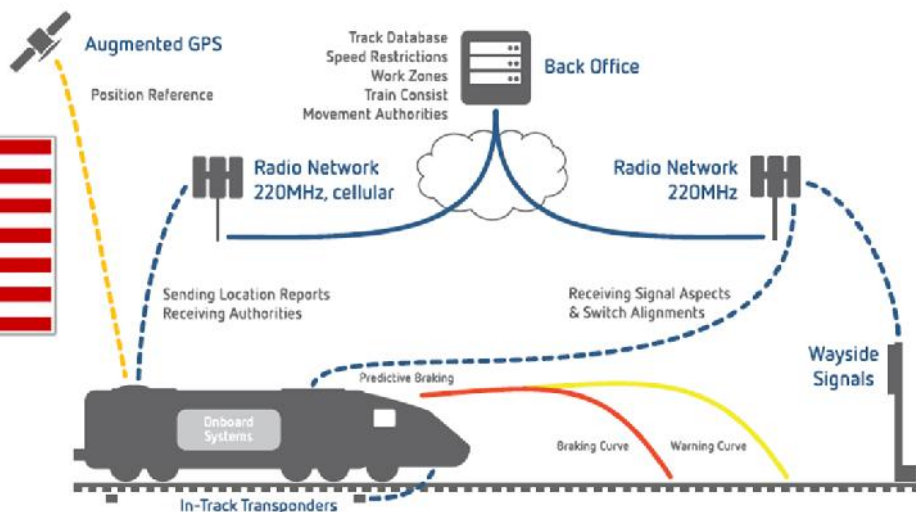 Augmented GPS
Position Reference
Track Database
Speed Restrictions
Work Zones
Train Consist
Movement Authorities
Back Office
Radio Network
220MHz, cellular
Radio Network
220MHz
Sending Location Reports
Receiving Authorities
Receiving Signal Aspects
& Switch Alignments
Wayside
Signals
Predictive Braking
Onboard
Systems
Braking Curve
Warning Curve
In-Track Transponders